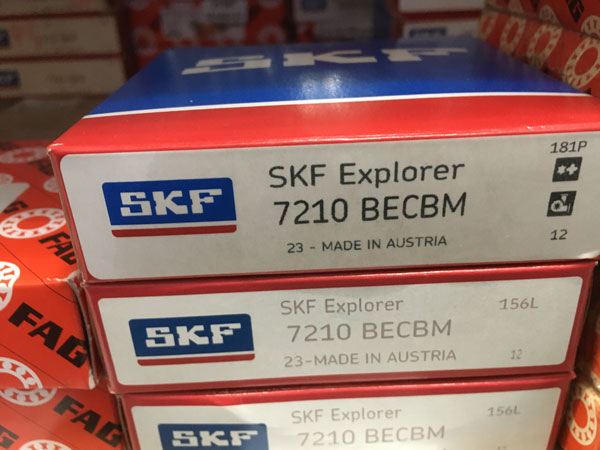 SKF
181P
SKF Explorer
SKF
7210 BECBM
23 - MADE IN AUSTRIA
12
SKF Explorer
156L
SKF
7210 BECBM
23-MADE IN AUSTRIA
12
SKF Explorer
156L
SKF
7210 BECBM
FAG
FAG
FAG